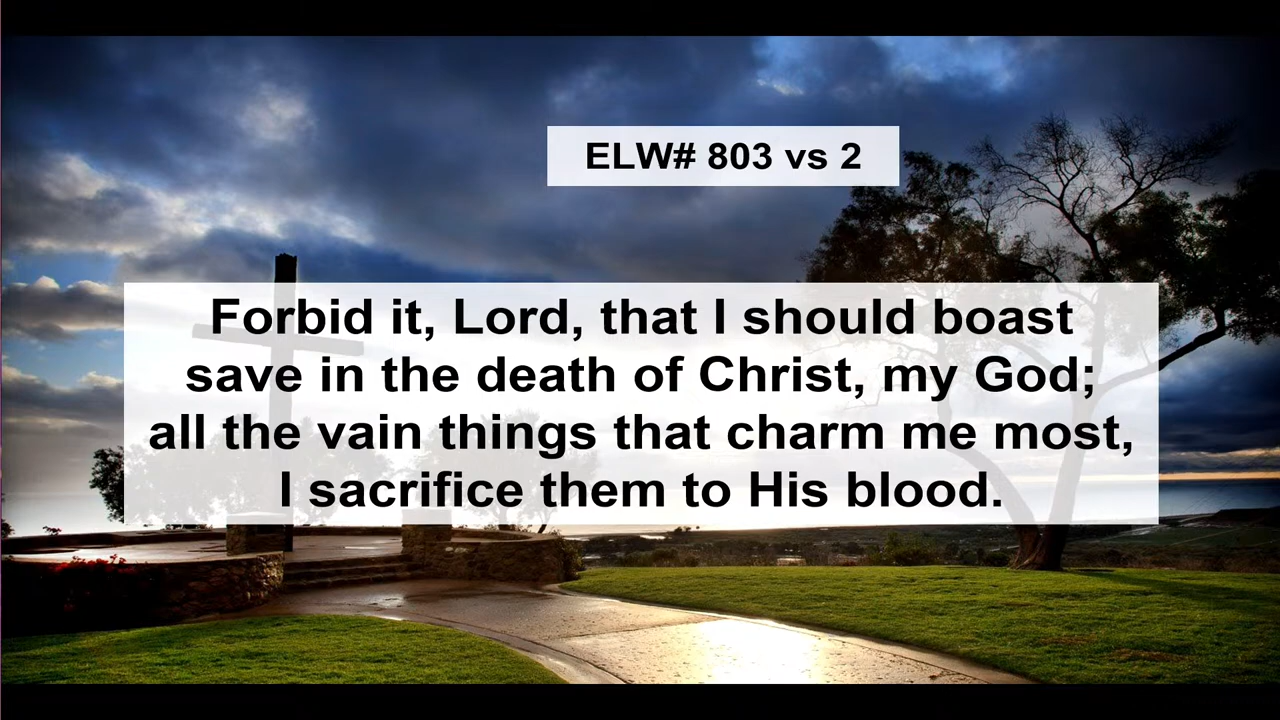 ELW# 803 vs 2
Forbid it, Lord, that I should boast
save in the death of Christ, my God;
all the vain things that charm me most,
I sacrifice them to His blood.